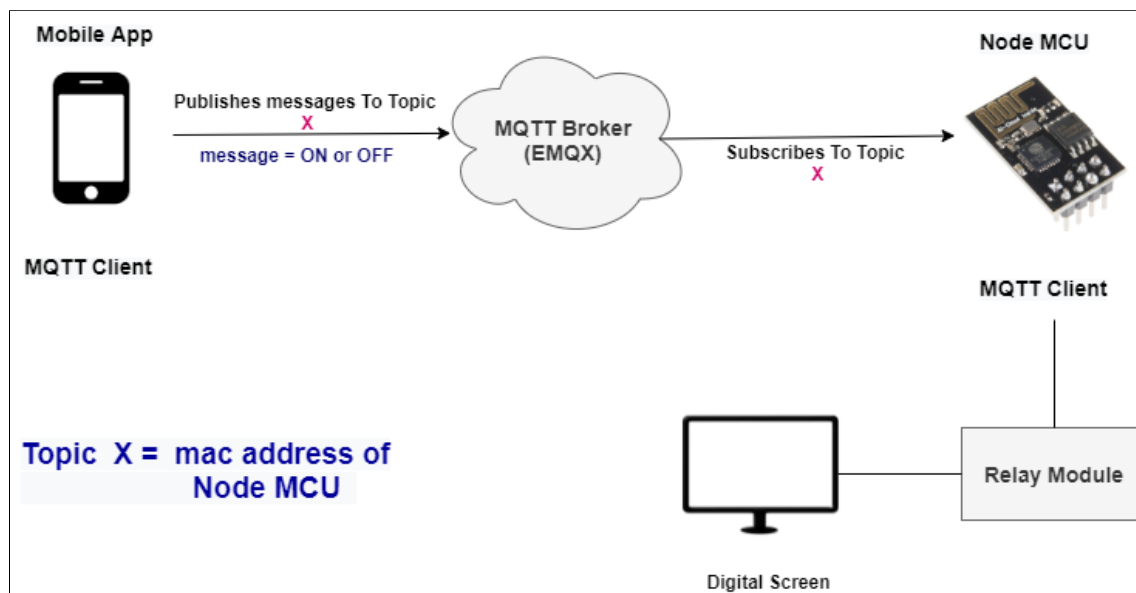 Mobile App
Node MCU
Publishes messages To Topic
X
message = ON or OFF
MQTT Broker
(EMQX)
Subscribes To Topic
X
MQTT Client
MQTT Client
Topic X = mac address of
Node MCU
Relay Module
Digital Screen